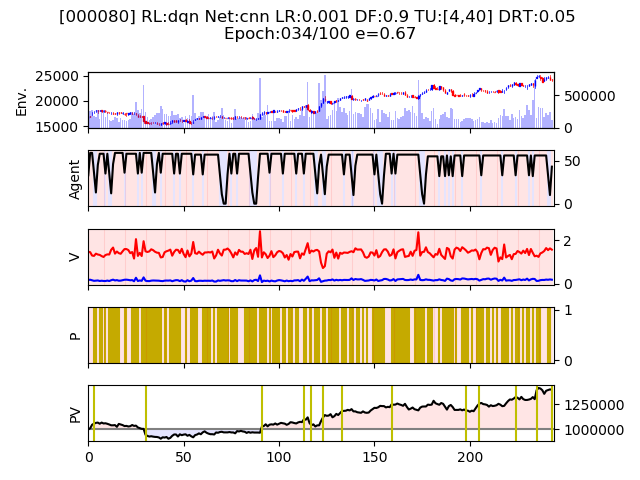 [000080] RL:dqn Net:cnn LR:0.001 DF:0.9 TU:[4,40] DRT:0.05
Epoch:034/100 e=0.67
Env.
25000
20000
15000
500000
0
Agent
50
0
V
2
0
P
1
0
PV
1250000
1000000
0 50 100 150 200